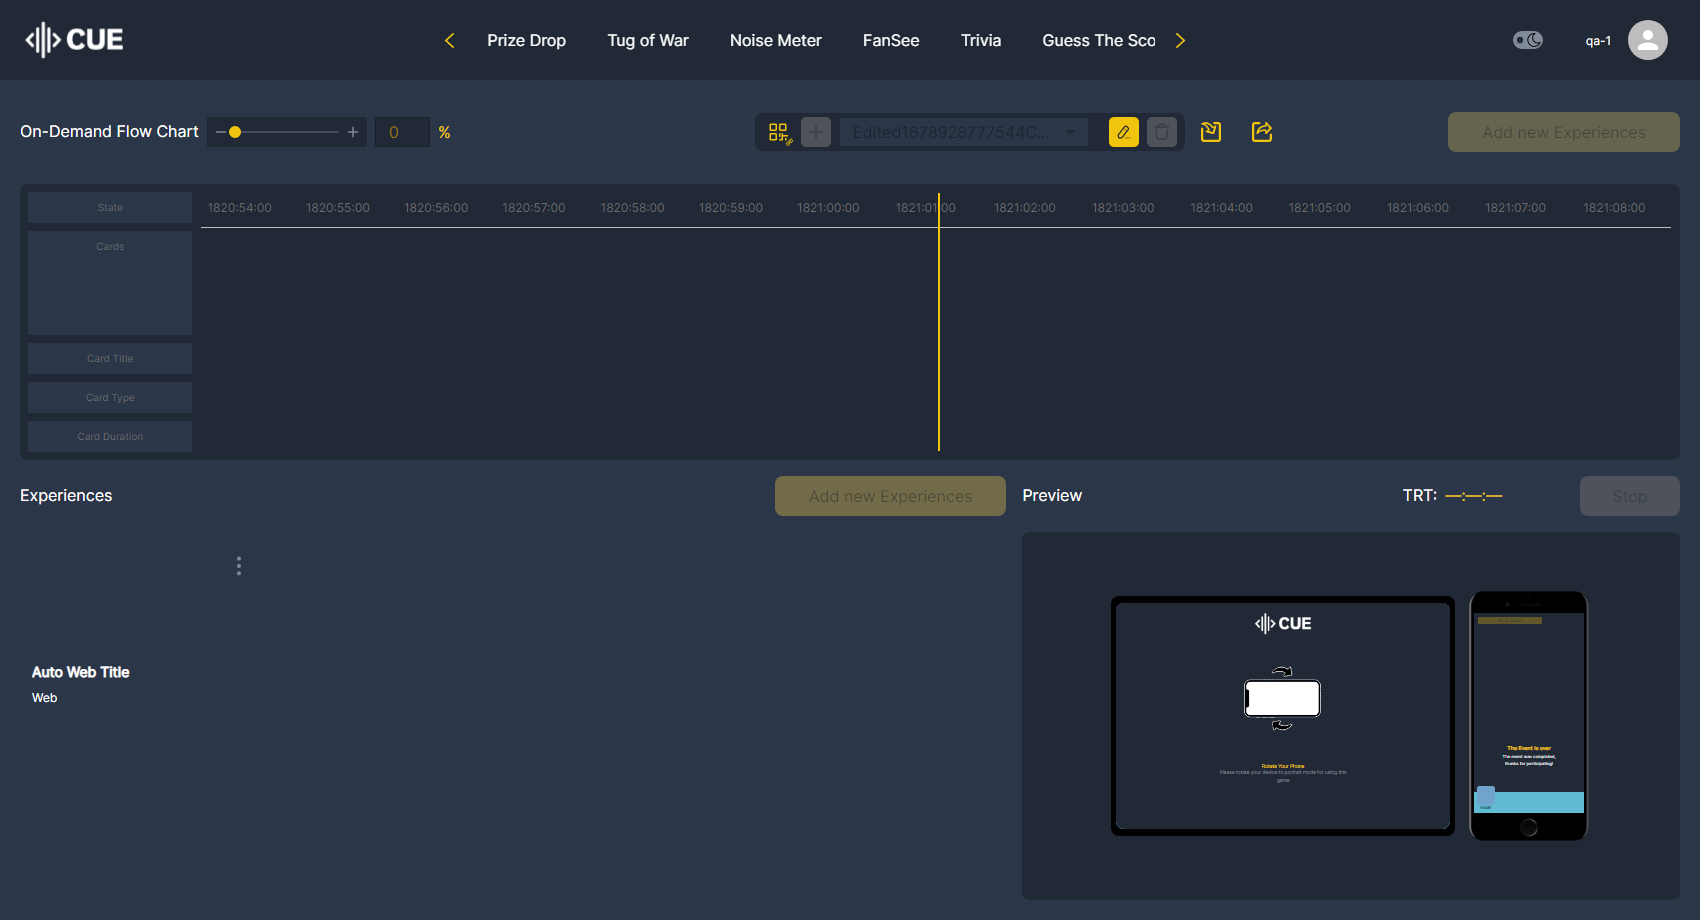 CUE
Prize Drop
Tug of War
Noise Meter
FanSee
Trivia
Guess The Sco
qa-1
On-Demand Flow Chart
0
%
Edited1678928777544C...
Add new Experiences
State
1820:54:00
1820:55:00
1820:56:00
1820:57:00
1820:58:00
1820:59:00
1821:00:00
1821:01:00
1821:02:00
1821:03:00
1821:04:00
1821:05:00
1821:06:00
1821:07:00
1821:08:00
Cards
Card Title
Card Type
Card Duration
Experiences
Add new Experiences
Preview
TRT: —:—:—
Stop
Auto Web Title
Web
CUE
Rotate Your Phone
Please rotate your device to portrait mode for using this
game
The Event is over
The event was completed,
thanks for participating!
HOME